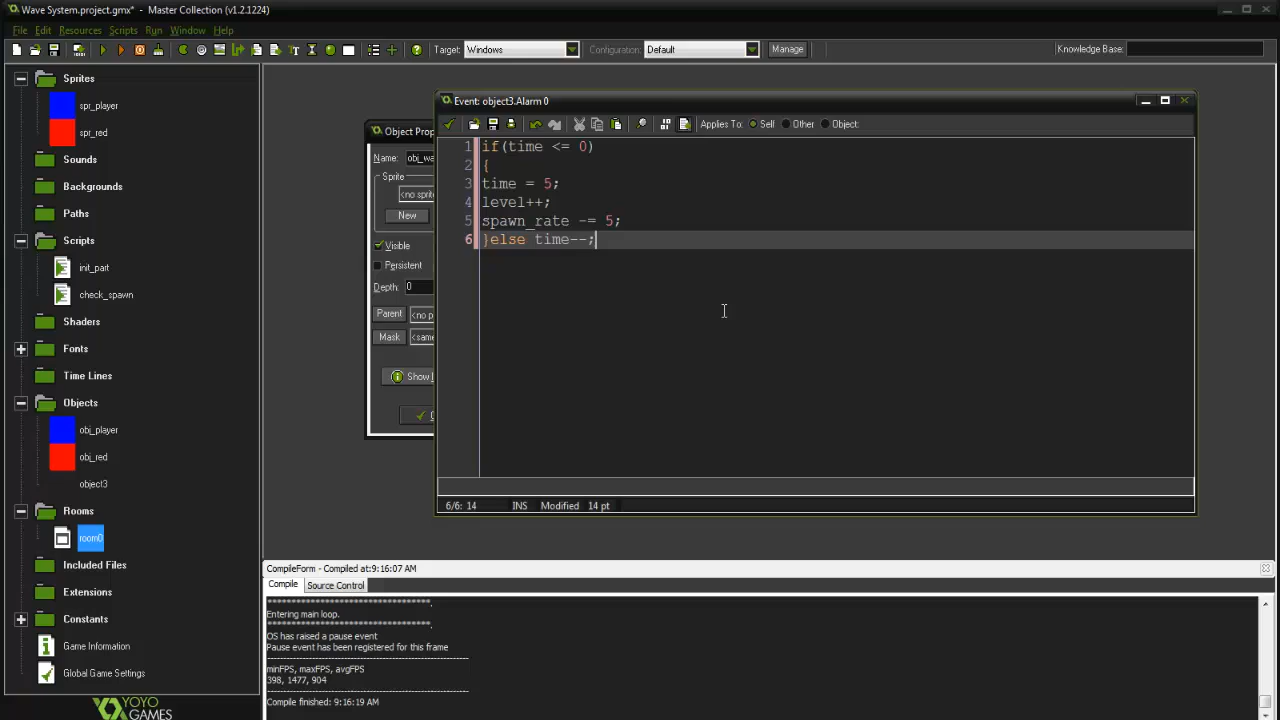 Wave System.project.gmx* - Master Collection (v1.2.1224)
File Edit Resources Scripts Run Window Help
Target: Windows Configuration: Default Manage Knowledge Base:
Sprites
spr_player
spr_red
Sounds
Backgrounds
Paths
Scripts
init_part
check_spawn
Shaders
Fonts
Time Lines
Objects
obj_player
obj_red
object3
Rooms
room0
Included Files
Extensions
Constants
Game Information
Global Game Settings
YOYO
GAMES
Object Prop
Name: obj_wa
Sprite
<no sprit
New
Visible
Persistent
Depth: 0
Parent <no p
Mask <same
Show
Event: object3.Alarm 0
Applies To: Self Other Object:
1 if(time <= 0)
2 {
3 time = 5;
4 level++;
5 spawn_rate -= 5;
6 }else time--;
6/6: 14 INS Modified 14 pt
CompileForm - Compiled at:9:16:07 AM
Compile Source Control
***********************************.
Entering main loop.
***********************************.
OS has raised a pause event
Pause event has been registered for this frame
minFPS, maxFPS, avgFPS
398, 1477, 904
Compile finished: 9:16:19 AM